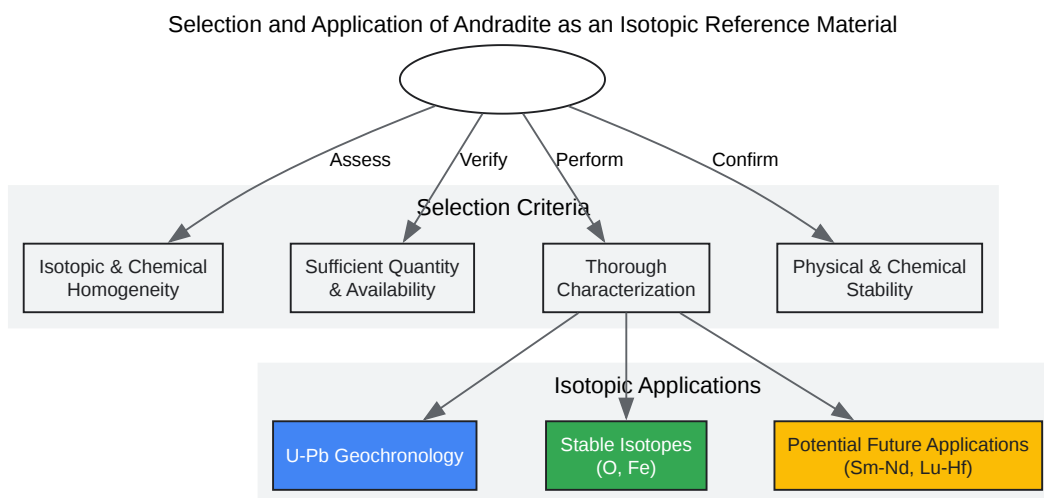 Selection and Application of Andradite as an Isotopic Reference Material
Assess
Verify
Perform
Confirm
Selection Criteria
Isotopic & Chemical
Homogeneity
Sufficient Quantity
& Availability
Thorough
Characterization
Physical & Chemical
Stability
Isotopic Applications
U-Pb Geochronology
Stable Isotopes
(O, Fe)
Potential Future Applications
(Sm-Nd, Lu-Hf)